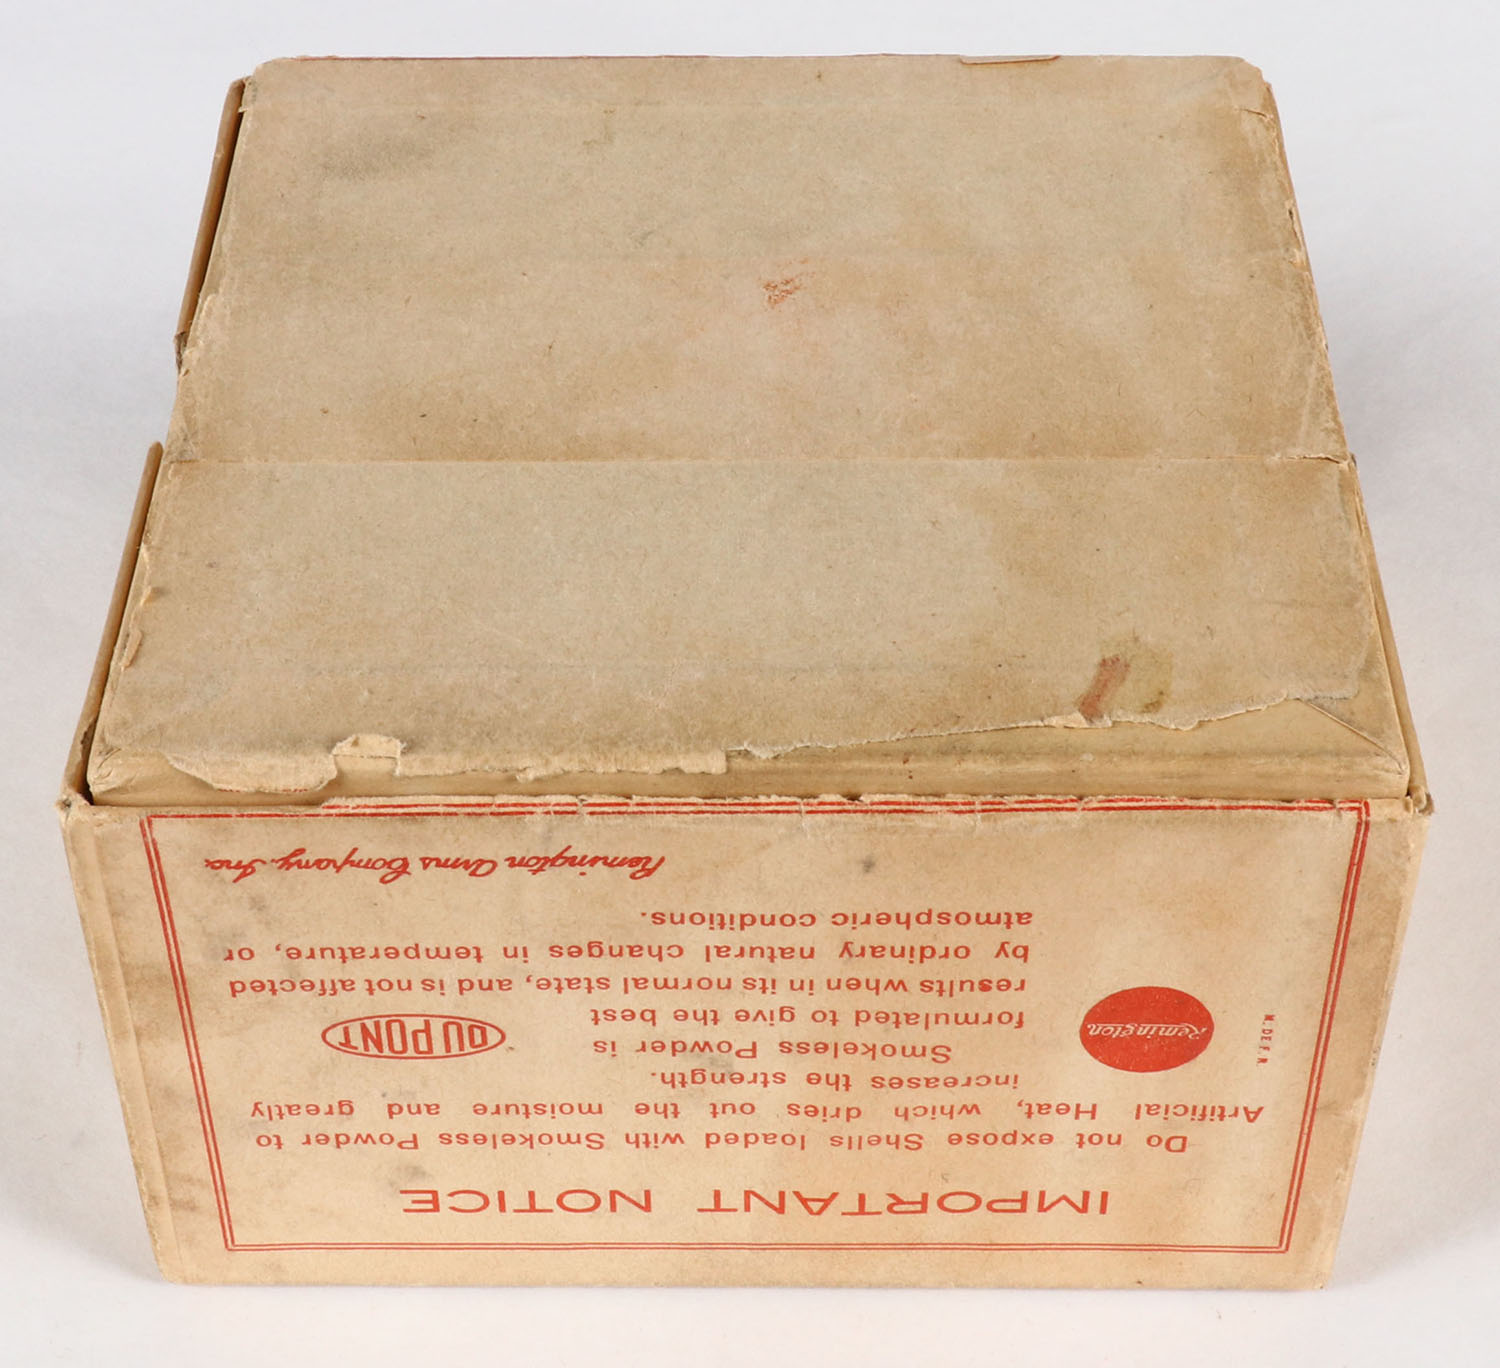 IMPORTANT NOTICE
Do not expose Shells loaded with Smokeless Powder to
Artificial Heat, which dries out the moisture and greatly
increases the strength.
Smokeless Powder is
formulated to give the best
results when in its normal state, and is not affected
by ordinary natural changes in temperature, or
atmospheric conditions.
Remington
DU PONT
Remington Arms Company, Inc.
M. DE F. N.